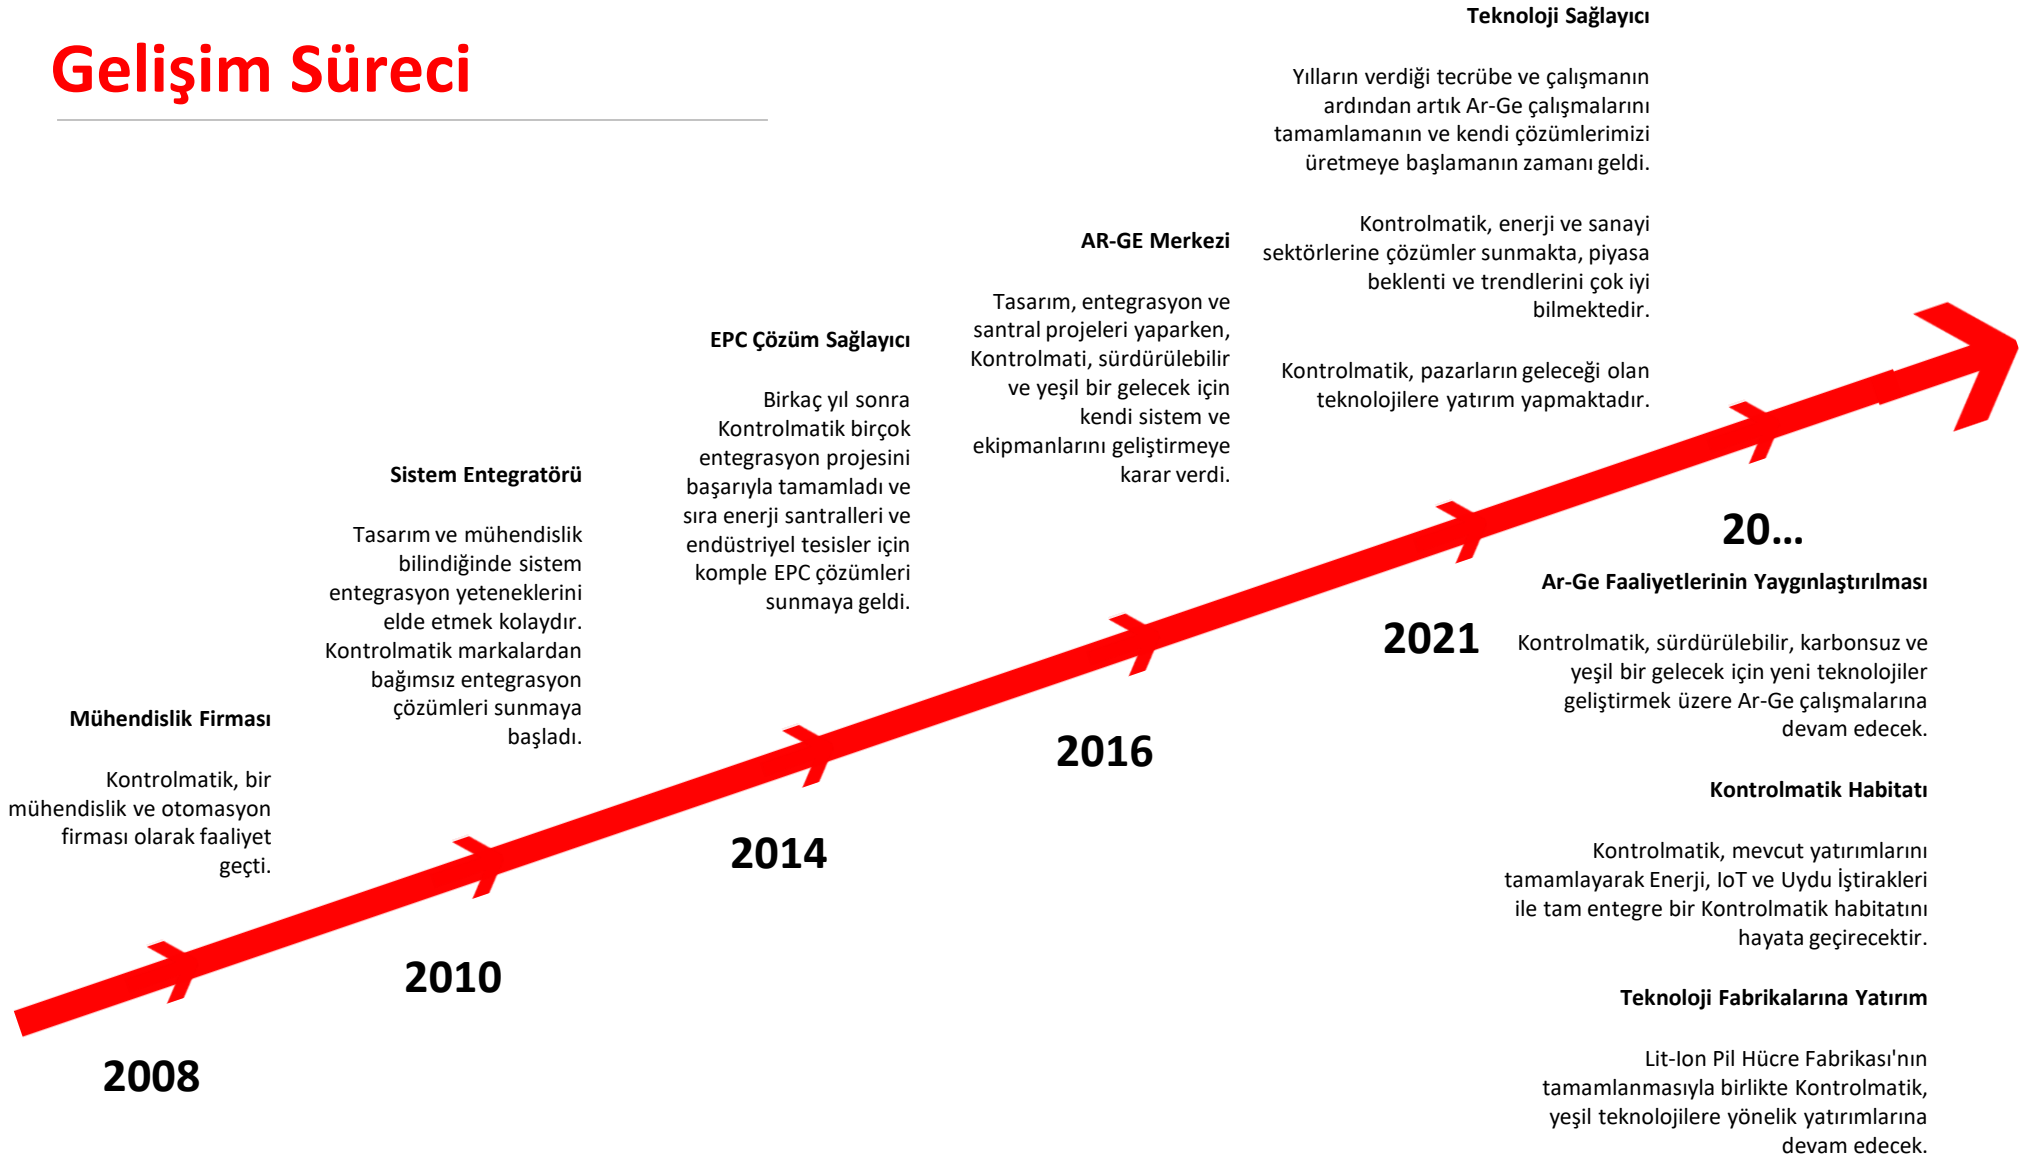 Gelişim Süreci
Mühendislik Firması
Kontrolmatik, bir
mühendislik ve otomasyon
firması olarak faaliyet
geçti.
2008
Sistem Entegratörü
Tasarım ve mühendislik
bilindiğinde sistem
entegrasyon yeteneklerini
elde etmek kolaydır.
Kontrolmatik markalardan
bağımsız entegrasyon
çözümleri sunmaya
başladı.
2010
EPC Çözüm Sağlayıcı
Birkaç yıl sonra
Kontrolmatik birçok
entegrasyon projesini
başarıyla tamamladı ve
sıra enerji santralleri ve
endüstriyel tesisler için
komple EPC çözümleri
sunmaya geldi.
2014
AR-GE Merkezi
Tasarım, entegrasyon ve
santral projeleri yaparken,
Kontrolmati, sürdürülebilir
ve yeşil bir gelecek için
kendi sistem ve
ekipmanlarını geliştirmeye
karar verdi.
2016
Teknoloji Sağlayıcı
Yılların verdiği tecrübe ve çalışmanın
ardından artık Ar-Ge çalışmalarını
tamamlamanın ve kendi çözümlerimizi
üretmeye başlamanın zamanı geldi.
Kontrolmatik, enerji ve sanayi
sektörlerine çözümler sunmakta, piyasa
beklenti ve trendlerini çok iyi
bilmektedir.
Kontrolmatik, pazarların geleceği olan
teknolojilere yatırım yapmaktadır.
2021
20...
Ar-Ge Faaliyetlerinin Yaygınlaştırılması
Kontrolmatik, sürdürülebilir, karbonsuz ve
yeşil bir gelecek için yeni teknolojiler
geliştirmek üzere Ar-Ge çalışmalarına
devam edecek.
Kontrolmatik Habitatı
Kontrolmatik, mevcut yatırımlarını
tamamlayarak Enerji, IoT ve Uydu İştirakleri
ile tam entegre bir Kontrolmatik habitatını
hayata geçirecektir.
Teknoloji Fabrikalarına Yatırım
Lit-Ion Pil Hücre Fabrikası'nın
tamamlanmasıyla birlikte Kontrolmatik,
yeşil teknolojilere yönelik yatırımlarına
devam edecek.